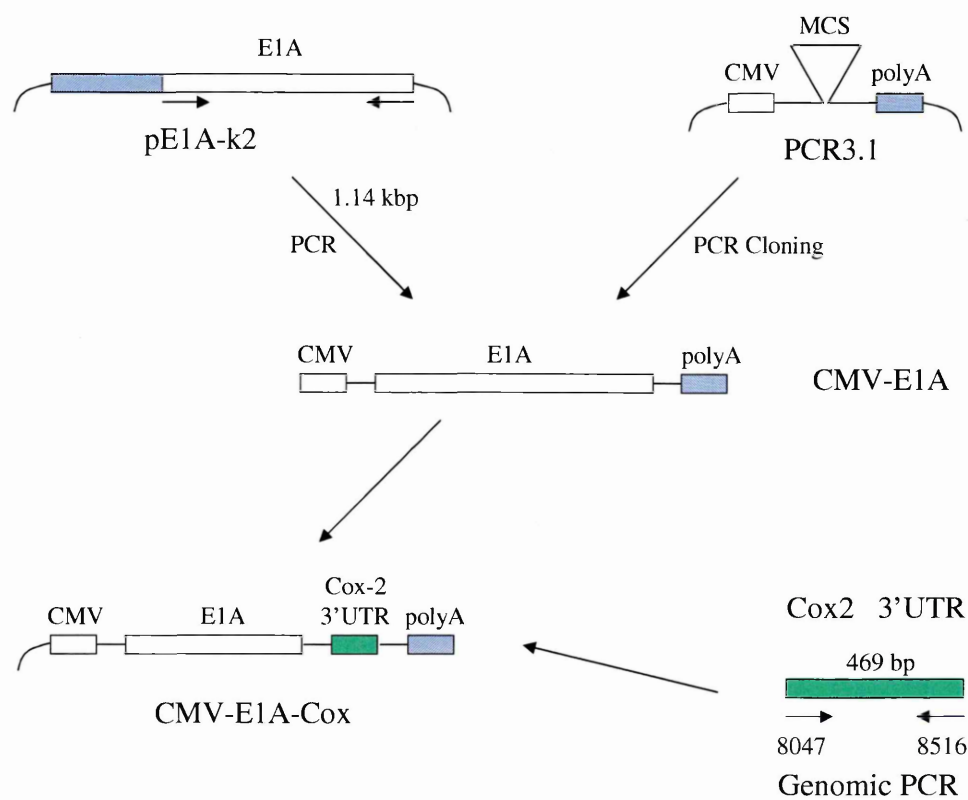 E1A
pE1A-k2
MCS
CMV
polyA
PCR3.1
1.14 kbp
PCR
PCR Cloning
CMV
E1A
polyA
CMV-E1A
CMV
E1A
Cox-2
3’UTR
polyA
CMV-E1A-Cox
Cox2 3’UTR
469 bp
8047
8516
Genomic PCR